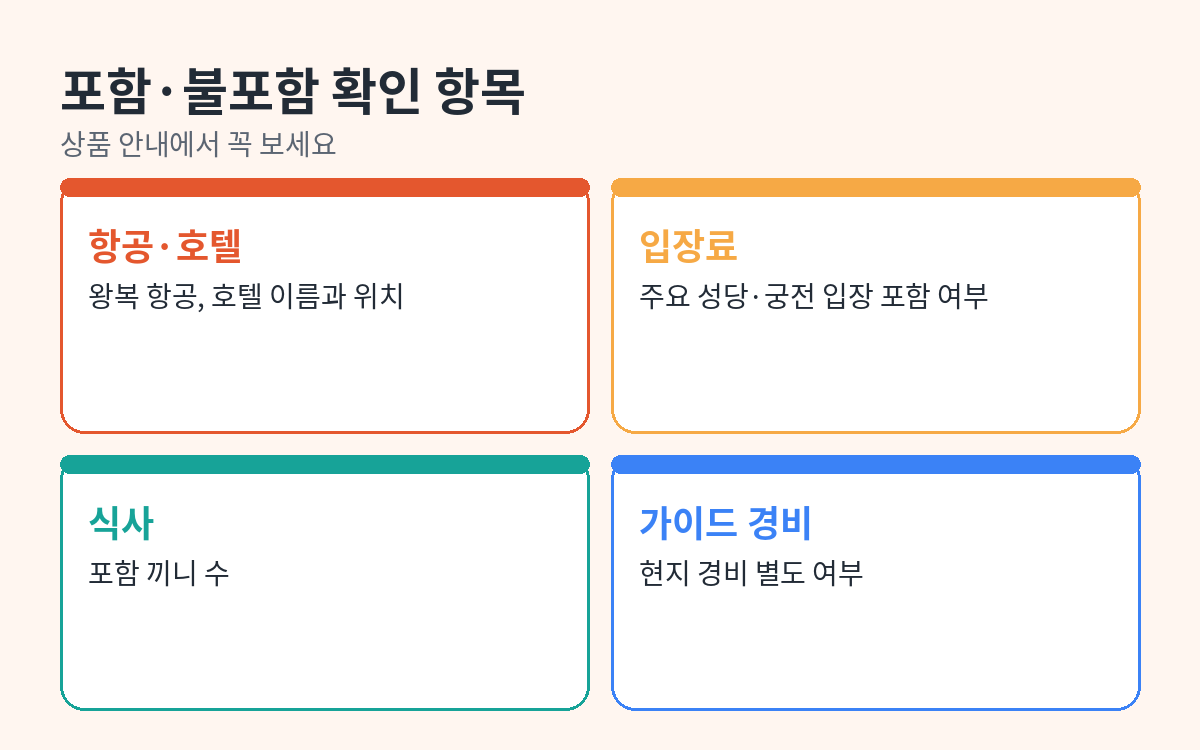 포함·불포함 확인 항목
상품 안내에서 꼭 보세요
항공·호텔
왕복 항공, 호텔 이름과 위치
입장료
주요 성당·궁전 입장 포함 여부
식사
포함 끼니 수
가이드 경비
현지 경비 별도 여부